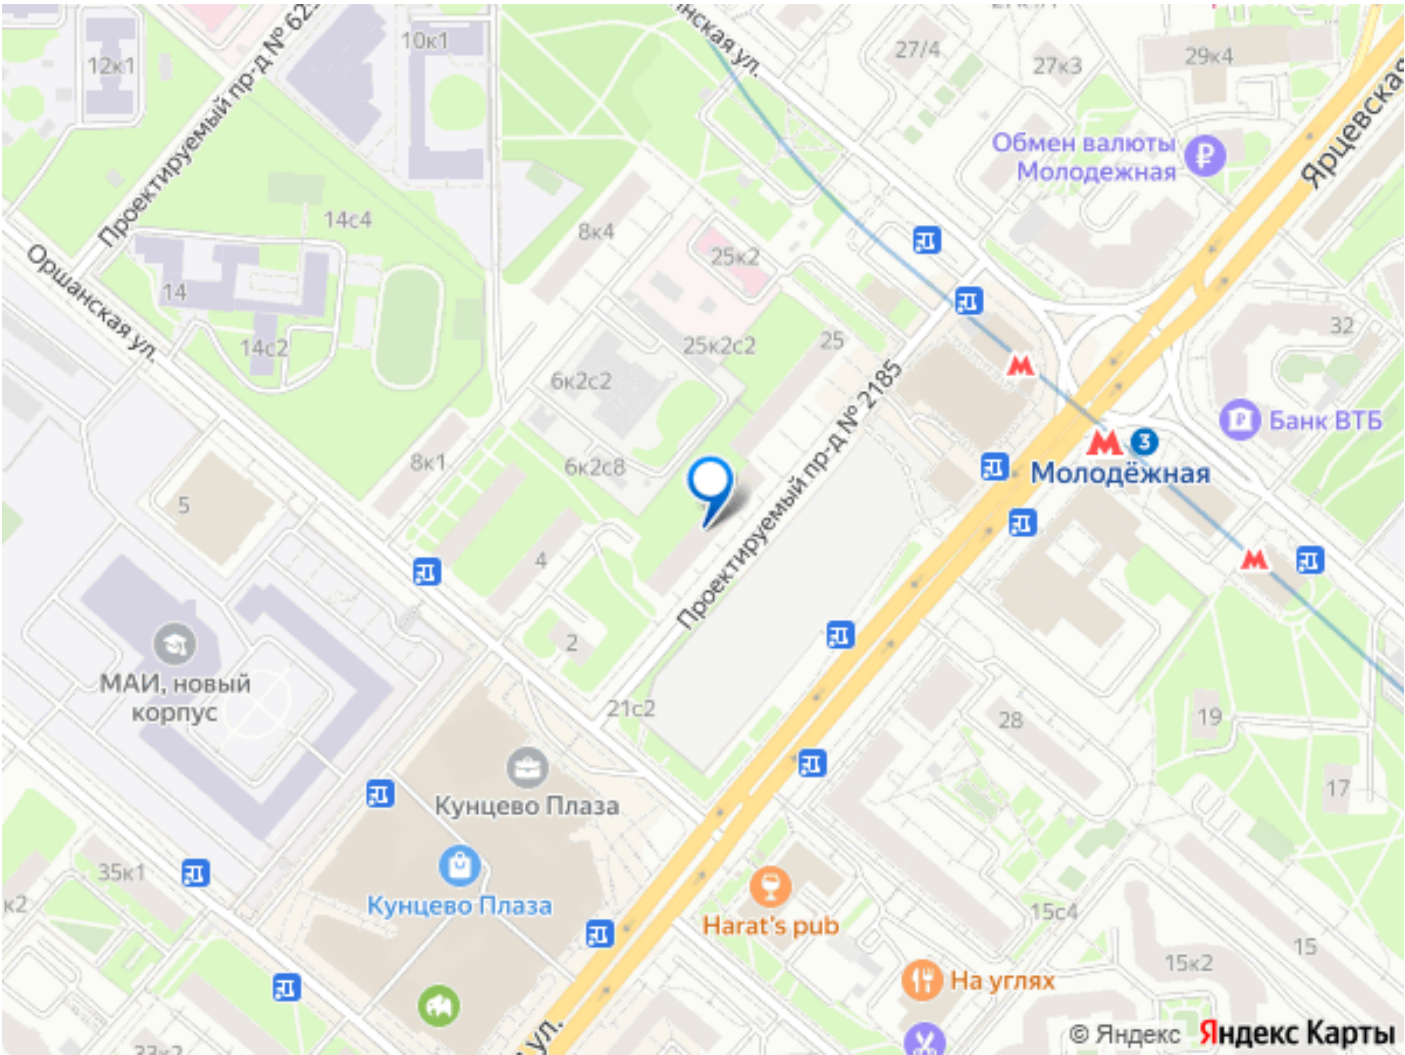 10к1
12к1
Проектируемый пр-д № 62
нская ул.
27/4
27к3
29к4
Ярцевская
Обмен валюты
Молодежная
14с4
8к4
25к2
Оршанская ул.
14
14с2
25к2с2
25
32
6к2с2
Проектируемый пр-д № 2185
Банк ВТБ
3
Молодёжная
8к1
6к2с8
5
4
2
МАИ, новый
корпус
21с2
28
19
17
Кунцево Плаза
Кунцево Плаза
35к1
к2
Harat's pub
15с4
15
15к2
На углях
33к2
ул.
© Яндекс Яндекс Карты